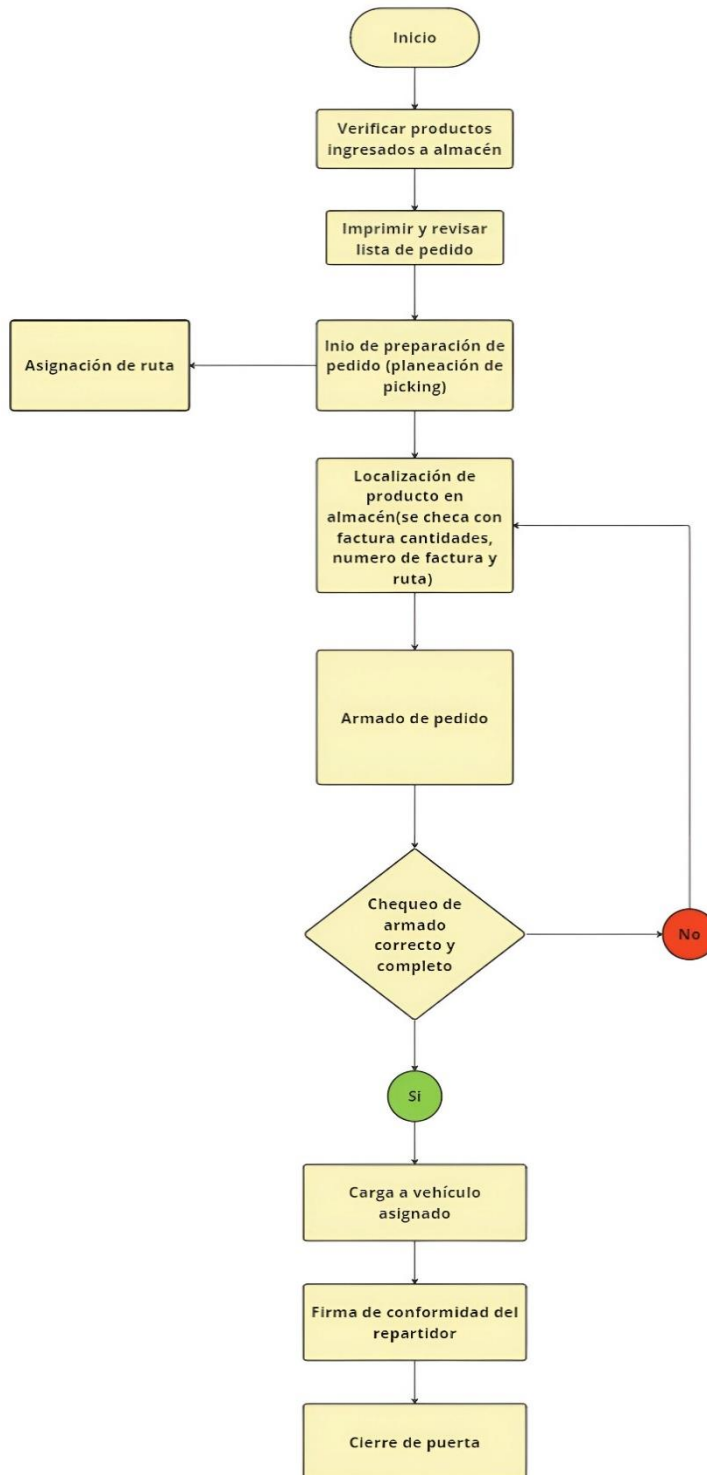 Inicio
Verificar productos
ingresados a almacén
Imprimir y revisar
lista de pedido
Asignación de ruta
Inio de preparación de
pedido (planeación de
picking)
Localización de
producto en
almacén(se checa con
factura cantidades,
numero de factura y
ruta)
Armado de pedido
Chequeo de
armado
correcto y
completo
No
Si
Carga a vehículo
asignado
Firma de conformidad del
repartidor
Cierre de puerta